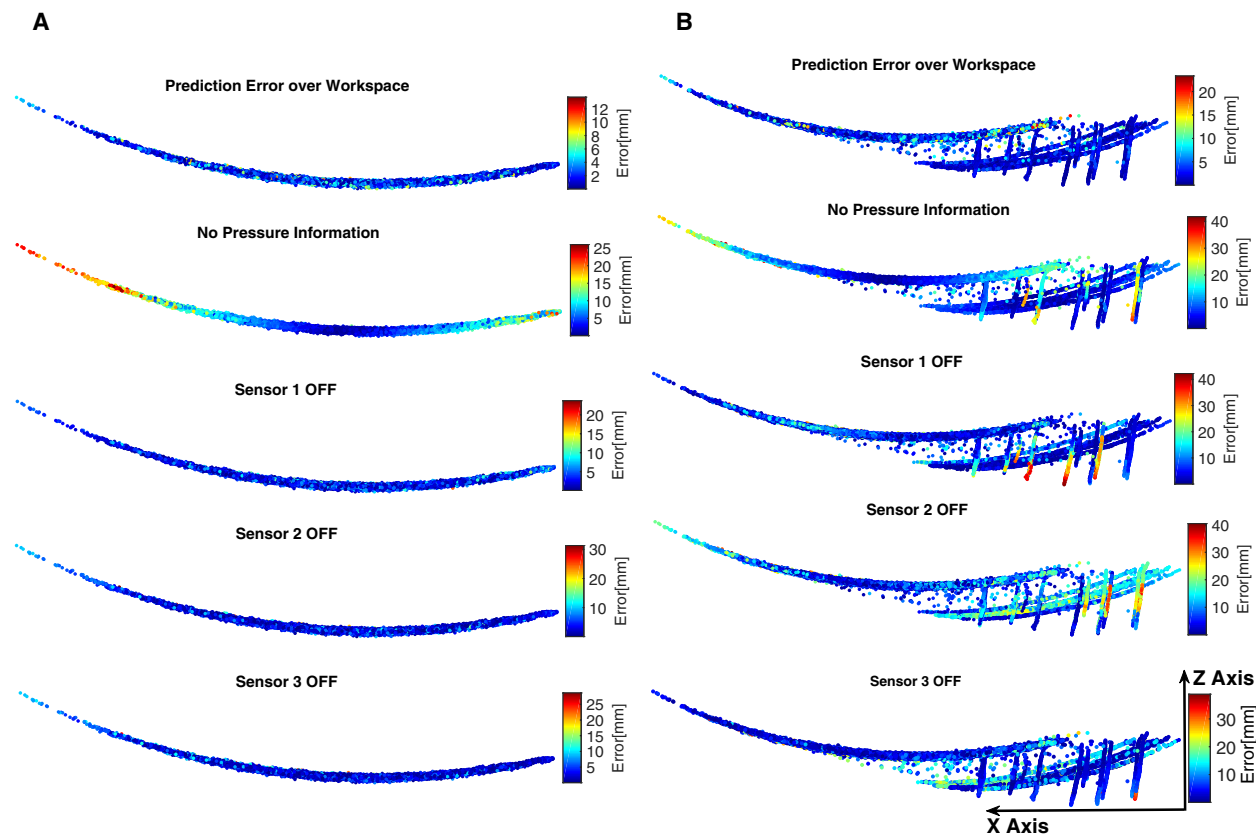 A
Prediction Error over Workspace
12
10
8
6
4
2
Error[mm]
No Pressure Information
25
20
15
10
5
Error[mm]
Sensor 1 OFF
20
15
10
5
Error[mm]
Sensor 2 OFF
30
20
10
Error[mm]
Sensor 3 OFF
25
20
15
10
5
Error[mm]
B
Prediction Error over Workspace
20
15
10
5
Error[mm]
No Pressure Information
40
30
20
10
Error[mm]
Sensor 1 OFF
40
30
20
10
Error[mm]
Sensor 2 OFF
40
30
20
10
Error[mm]
Sensor 3 OFF
Z Axis
30
20
10
Error[mm]
X Axis